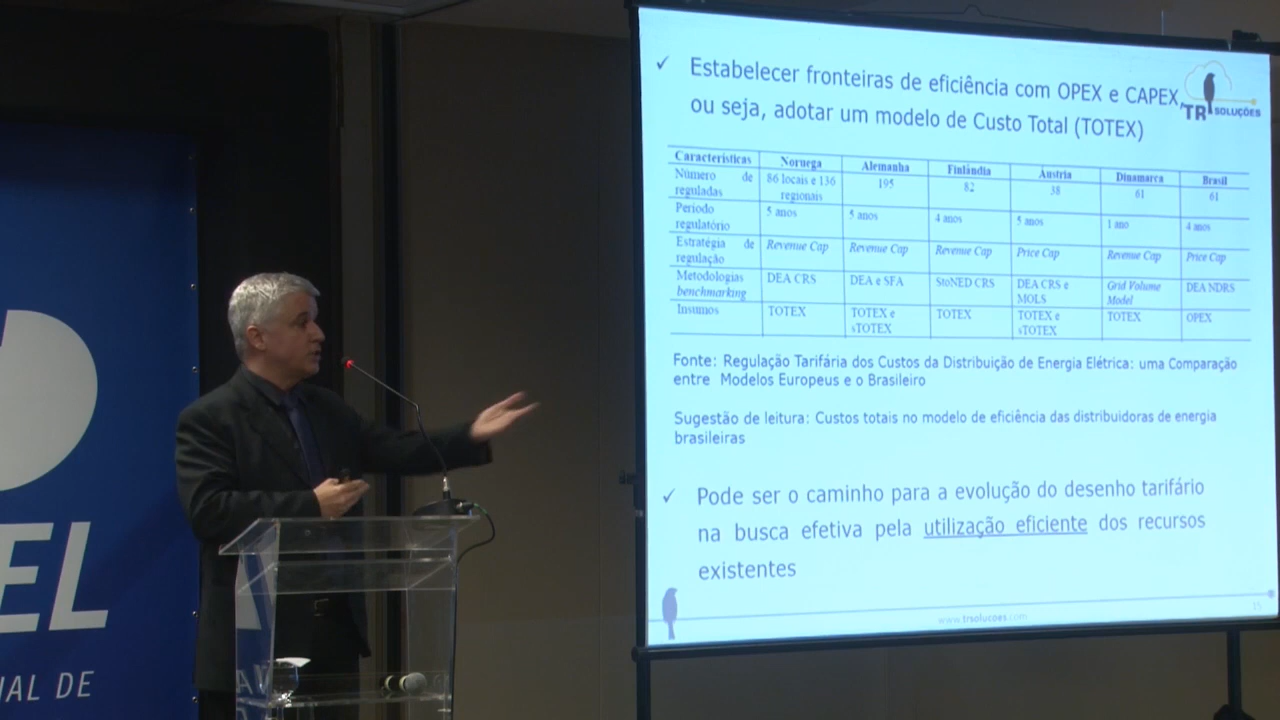 ✓ Estabelecer fronteiras de eficiência com OPEX e CAPEX,
ou seja, adotar um modelo de Custo Total (TOTEX)
TR SOLUÇÕES
Características Noruega Alemanha Finlândia Áustria Dinamarca Brasil
Número de reguladas 86 locais e 136 regionais 195 82 38 61 61
Período regulatório 5 anos 5 anos 4 anos 5 anos 1 ano 4 anos
Estratégia de regulação Revenue Cap Revenue Cap Revenue Cap Price Cap Revenue Cap Price Cap
Metodologias benchmarking DEA CRS DEA e SFA StoNED CRS DEA CRS e MOLS Grid Volume Model DEA NDRS
Insumos TOTEX TOTEX e sTOTEX TOTEX TOTEX e sTOTEX TOTEX OPEX
Fonte: Regulação Tarifária dos Custos da Distribuição de Energia Elétrica: uma Comparação
entre Modelos Europeus e o Brasileiro
Sugestão de leitura: Custos totais no modelo de eficiência das distribuidoras de energia
brasileiras
✓ Pode ser o caminho para a evolução do desenho tarifário
na busca efetiva pela utilização eficiente dos recursos
existentes
www.trsolucoes.com
15
EL
IAL DE